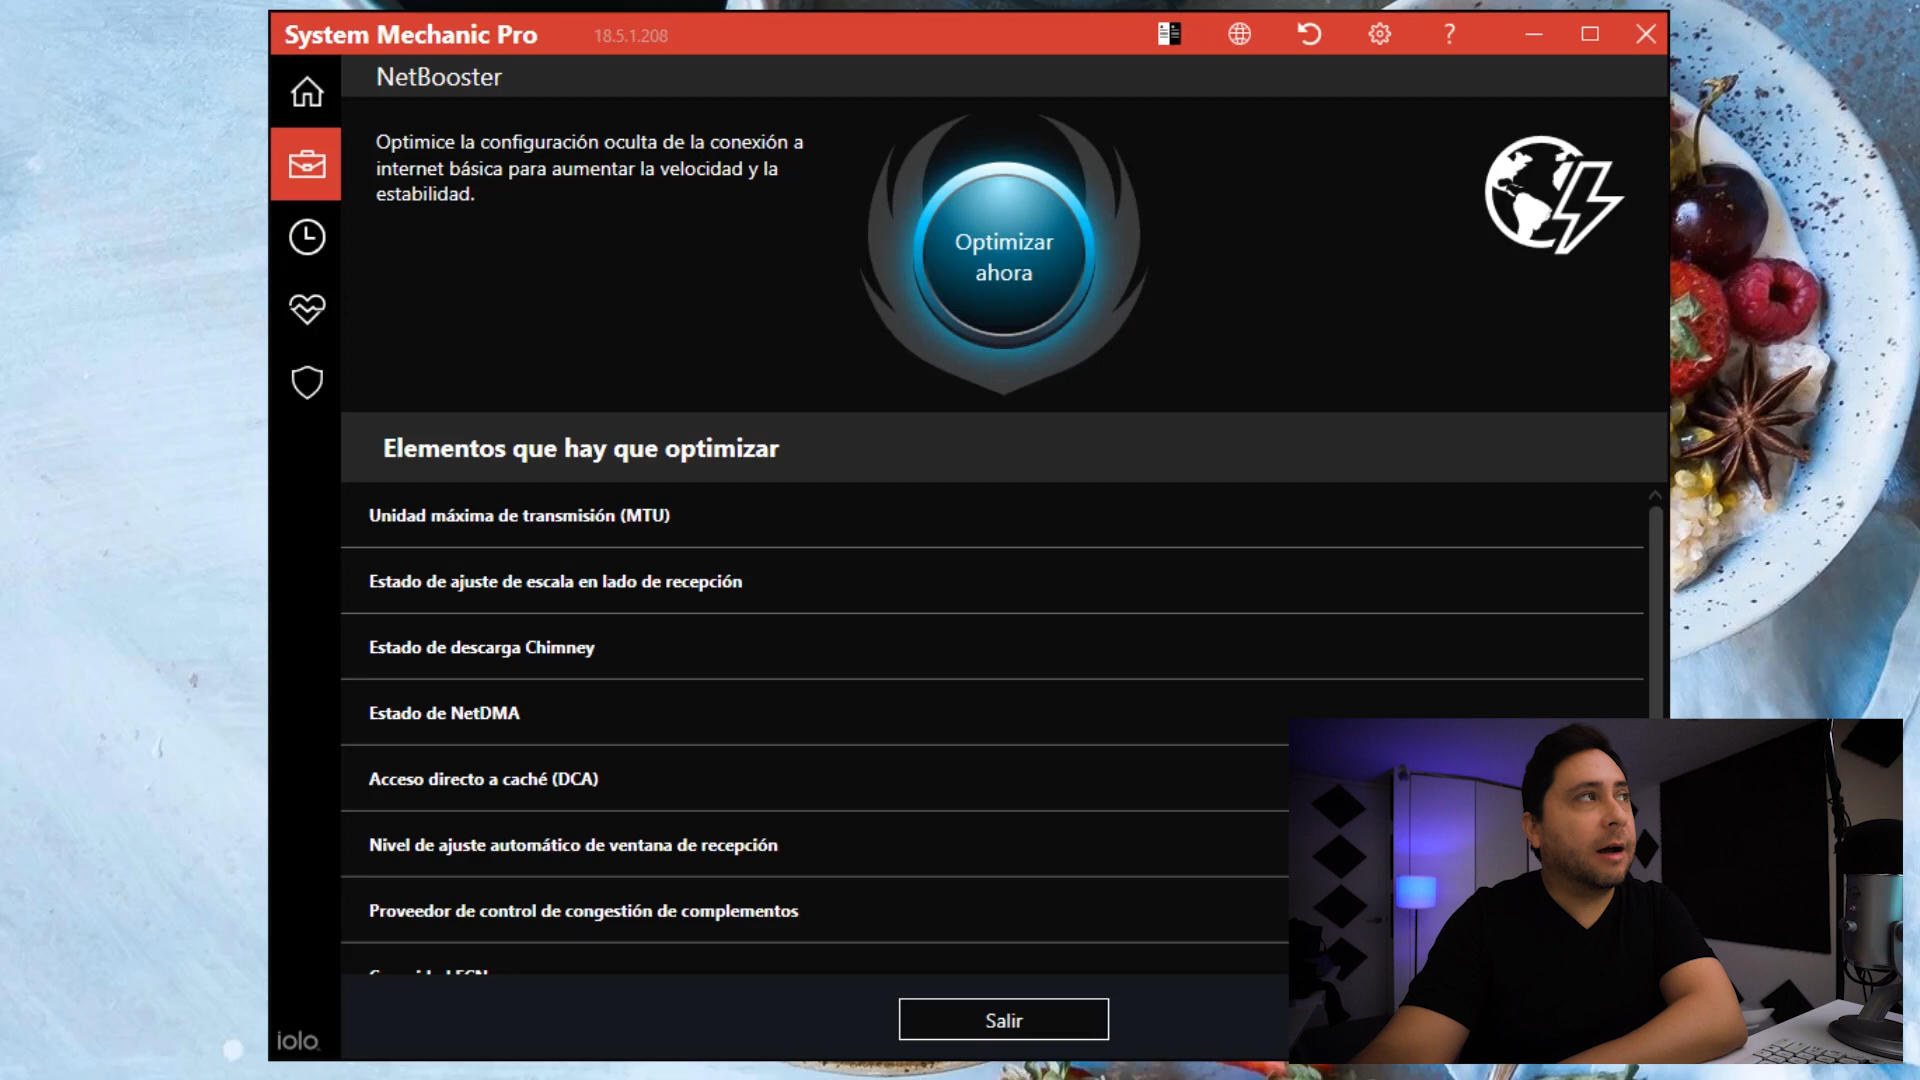 System Mechanic Pro 18.5.1.208
?
NetBooster
Optimice la configuración oculta de la conexión a
internet básica para aumentar la velocidad y la
estabilidad.
Optimizar
ahora
Elementos que hay que optimizar
Unidad máxima de transmisión (MTU)
Estado de ajuste de escala en lado de recepción
Estado de descarga Chimney
Estado de NetDMA
Acceso directo a caché (DCA)
Nivel de ajuste automático de ventana de recepción
Proveedor de control de congestión de complementos
Salir
iolo